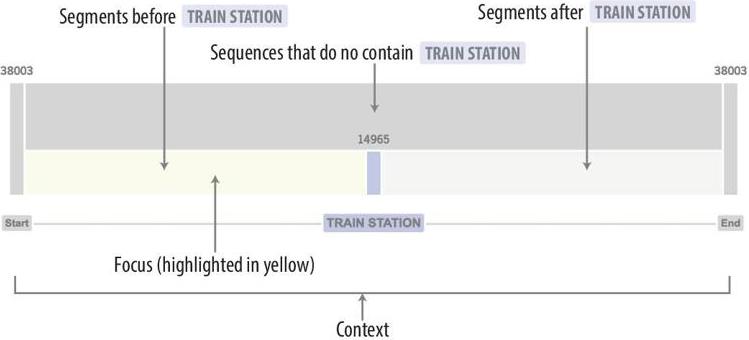 Segments before TRAIN STATION
Segments after TRAIN STATION
Sequences that do no contain TRAIN STATION
38003
38003
14965
Start
TRAIN STATION
End
Focus (highlighted in yellow)
Context